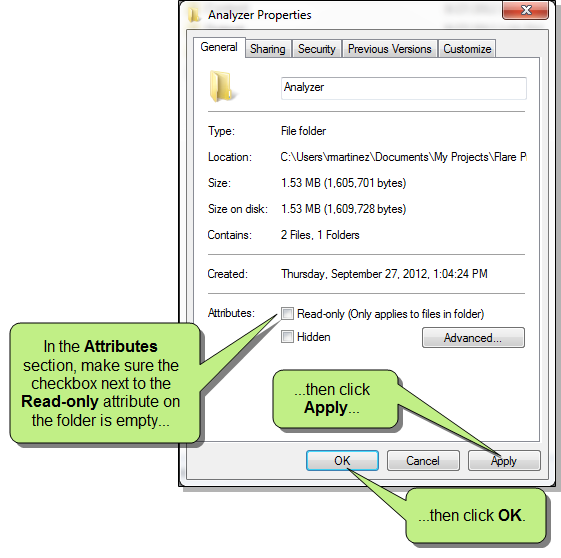 Analyzer Properties
General Sharing Security Previous Versions Customize
Analyzer
Type: File folder
Location: C:\Users\martinez\Documents\My Projects\Flare P
Size: 1.53 MB (1,605,701 bytes)
Size on disk: 1.53 MB (1,609,728 bytes)
Contains: 2 Files, 1 Folders
Created: Thursday, September 27, 2012, 1:04:24 PM
Attributes: Read-only (Only applies to files in folder)
Hidden Advanced...
In the Attributes
section, make sure the
checkbox next to the
Read-only attribute on
the folder is empty...
...then click
Apply...
OK Cancel Apply
...then click OK.